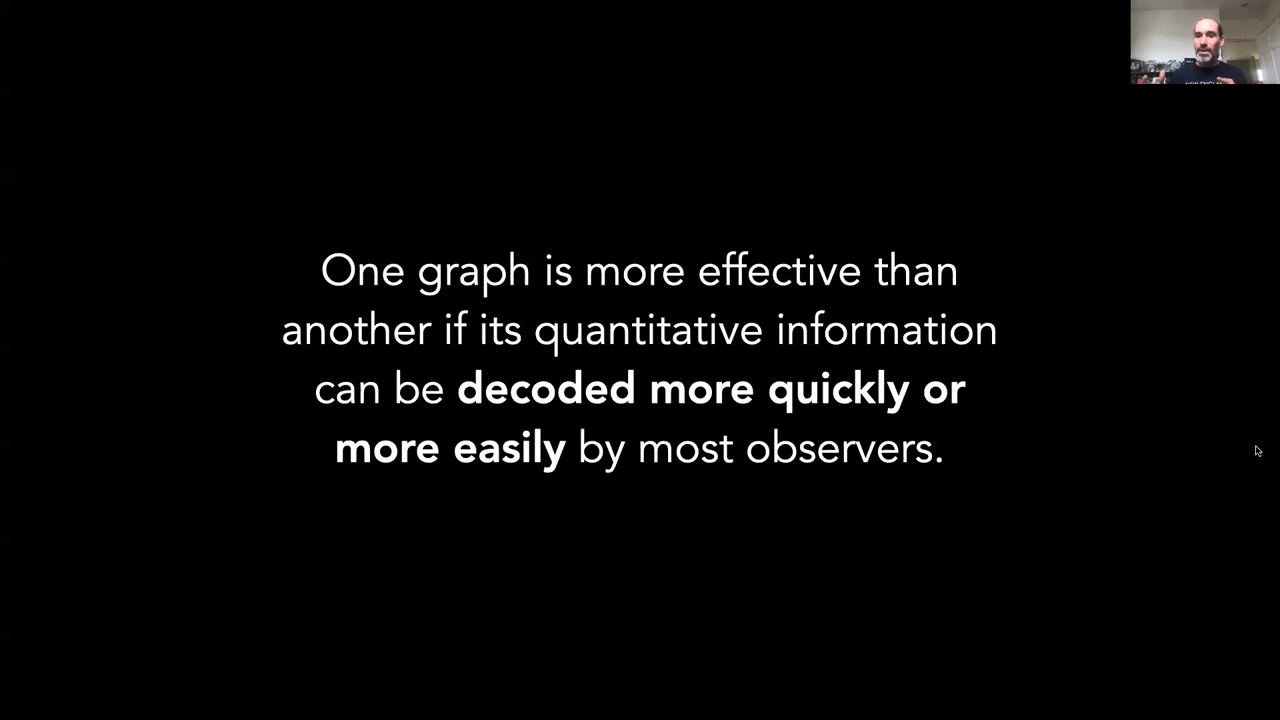 One graph is more effective than
another if its quantitative information
can be decoded more quickly or
more easily by most observers.